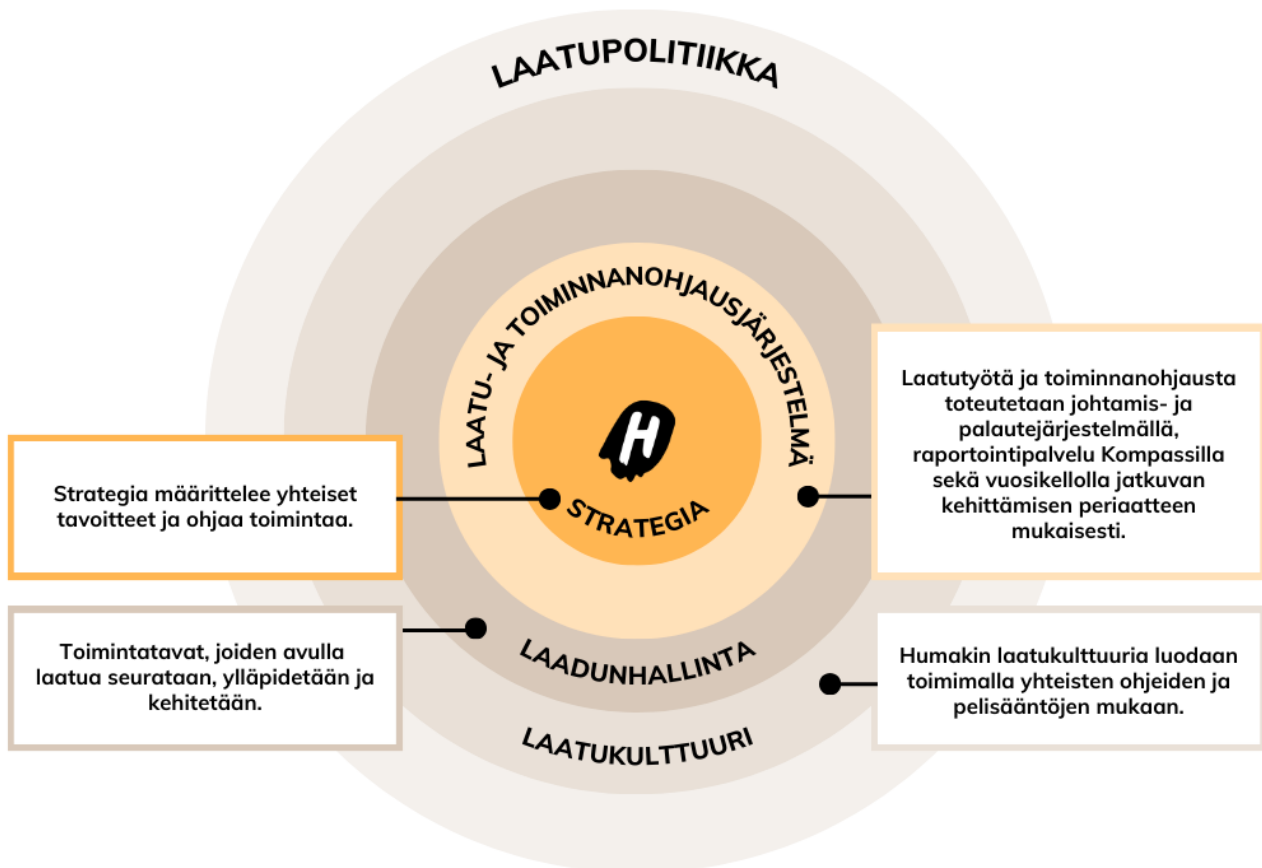 LAATUPOLITIIKKA
LAATU- JA TOIMINNANOHJAUSJÄRJESTELMÄ
H
STRATEGIA
LAADUNHALLINTA
LAATUKULTTUURI
Strategia määrittelee yhteiset
tavoitteet ja ohjaa toimintaa.
Laatutyötä ja toiminnanohjausta
toteutetaan johtamis- ja
palautejärjestelmällä,
raportointipalvelu Kompassilla
sekä vuosikellolla jatkuvan
kehittämisen periaatteen
mukaisesti.
Toimintatavat, joiden avulla
laatua seurataan, ylläpidetään ja
kehitetään.
Humakin laatukulttuuria luodaan
toimimalla yhteisten ohjeiden ja
pelisääntöjen mukaan.